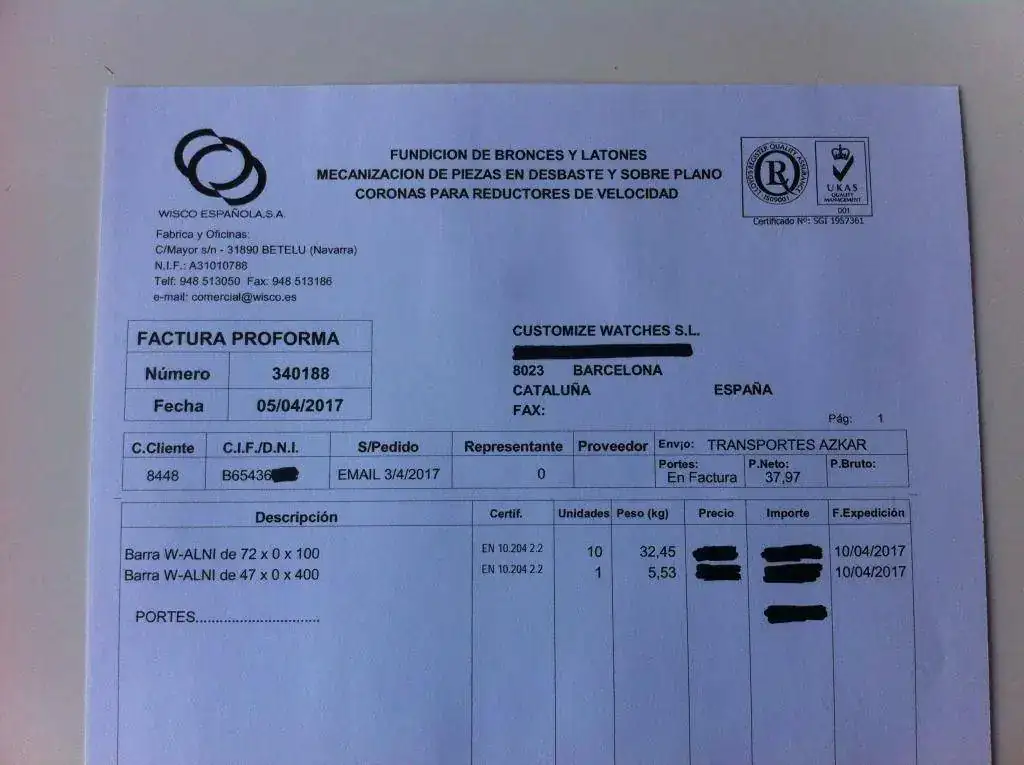 WISCO ESPAÑOLA,S.A.
FUNDICION DE BRONCES Y LATONES
MECANIZACION DE PIEZAS EN DESBASTE Y SOBRE PLANO
CORONAS PARA REDUCTORES DE VELOCIDAD
LLOYD'S REGISTER QUALITY ASSURANCE
R
ISO9001
UKAS
QUALITY
MANAGEMENT
001
Certificado Nº: SGI 1957361
Fabrica y Oficinas:
C/Mayor s/n - 31890 BETELU (Navarra)
N.I.F.: A31010788
Telf: 948 513050 Fax: 948 513186
e-mail: comercial@wisco.es
FACTURA PROFORMA
Número 340188
Fecha 05/04/2017
CUSTOMIZE WATCHES S.L.
8023 BARCELONA
CATALUÑA ESPAÑA
FAX:
Pág: 1
C.Cliente C.I.F./D.N.I. S/Pedido Representante Proveedor Envjo: TRANSPORTES AZKAR
Portes: P.Neto: P.Bruto:
8448 B65436 EMAIL 3/4/2017 0 En Factura 37,97
Descripción Certif. Unidades Peso (kg) Precio Importe F.Expedición
Barra W-ALNI de 72 x 0 x 100 EN 10.204 2.2 10 32,45 10/04/2017
Barra W-ALNI de 47 x 0 x 400 EN 10.204 2.2 1 5,53 10/04/2017
PORTES..............................